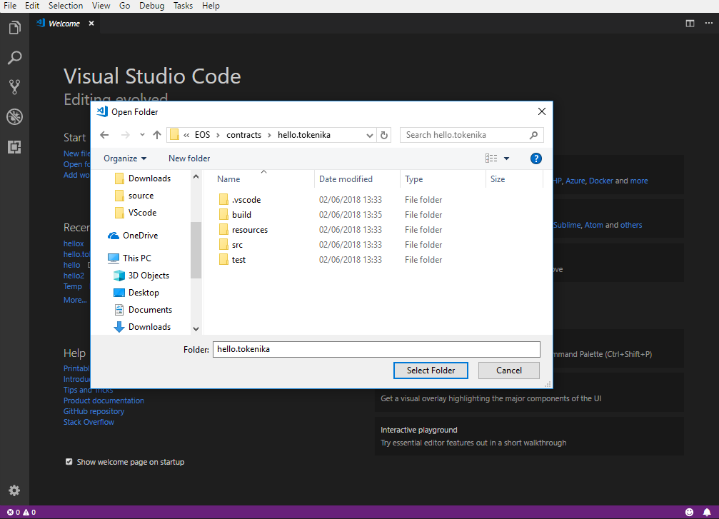 File Edit Selection View Go Debug Tasks Help
Welcome
Visual Studio Code
Editing evolved
Open Folder
« EOS › contracts › hello.tokenika
Search hello.tokenika
Organize New folder
Start
New file
Open
Add
Recen
hellox
hello.to
hello D
hello2
Temp
More...
Downloads
source
VScode
OneDrive
This PC
3D Objects
Desktop
Documents
Downloads
Name Date modified Type Size
.vscode 02/06/2018 13:33 File folder
build 02/06/2018 13:35 File folder
resources 02/06/2018 13:33 File folder
src 02/06/2018 13:33 File folder
test 02/06/2018 13:33 File folder
Folder: hello.tokenika
Select Folder Cancel
HP, Azure, Docker and more
Sublime, Atom and others
ove
mmand Palette (Ctrl+Shift+P)
Help
Printab
Introduc
Tips and Tricks
Product documentation
GitHub repository
Stack Overflow
Get a visual overlay highlighting the major components of the UI
Interactive playground
Try essential editor features out in a short walkthrough
Show welcome page on startup
0 0